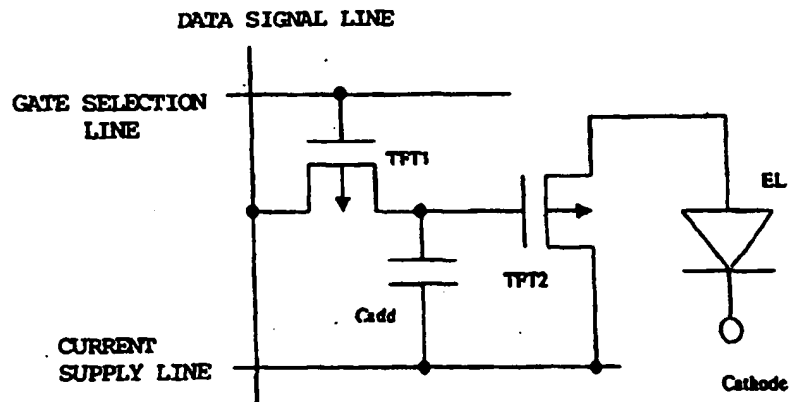 DATA SIGNAL LINE
GATE SELECTION
LINE
TFT1
EL
TFT2
Cadd
CURRENT
SUPPLY LINE
Cathode